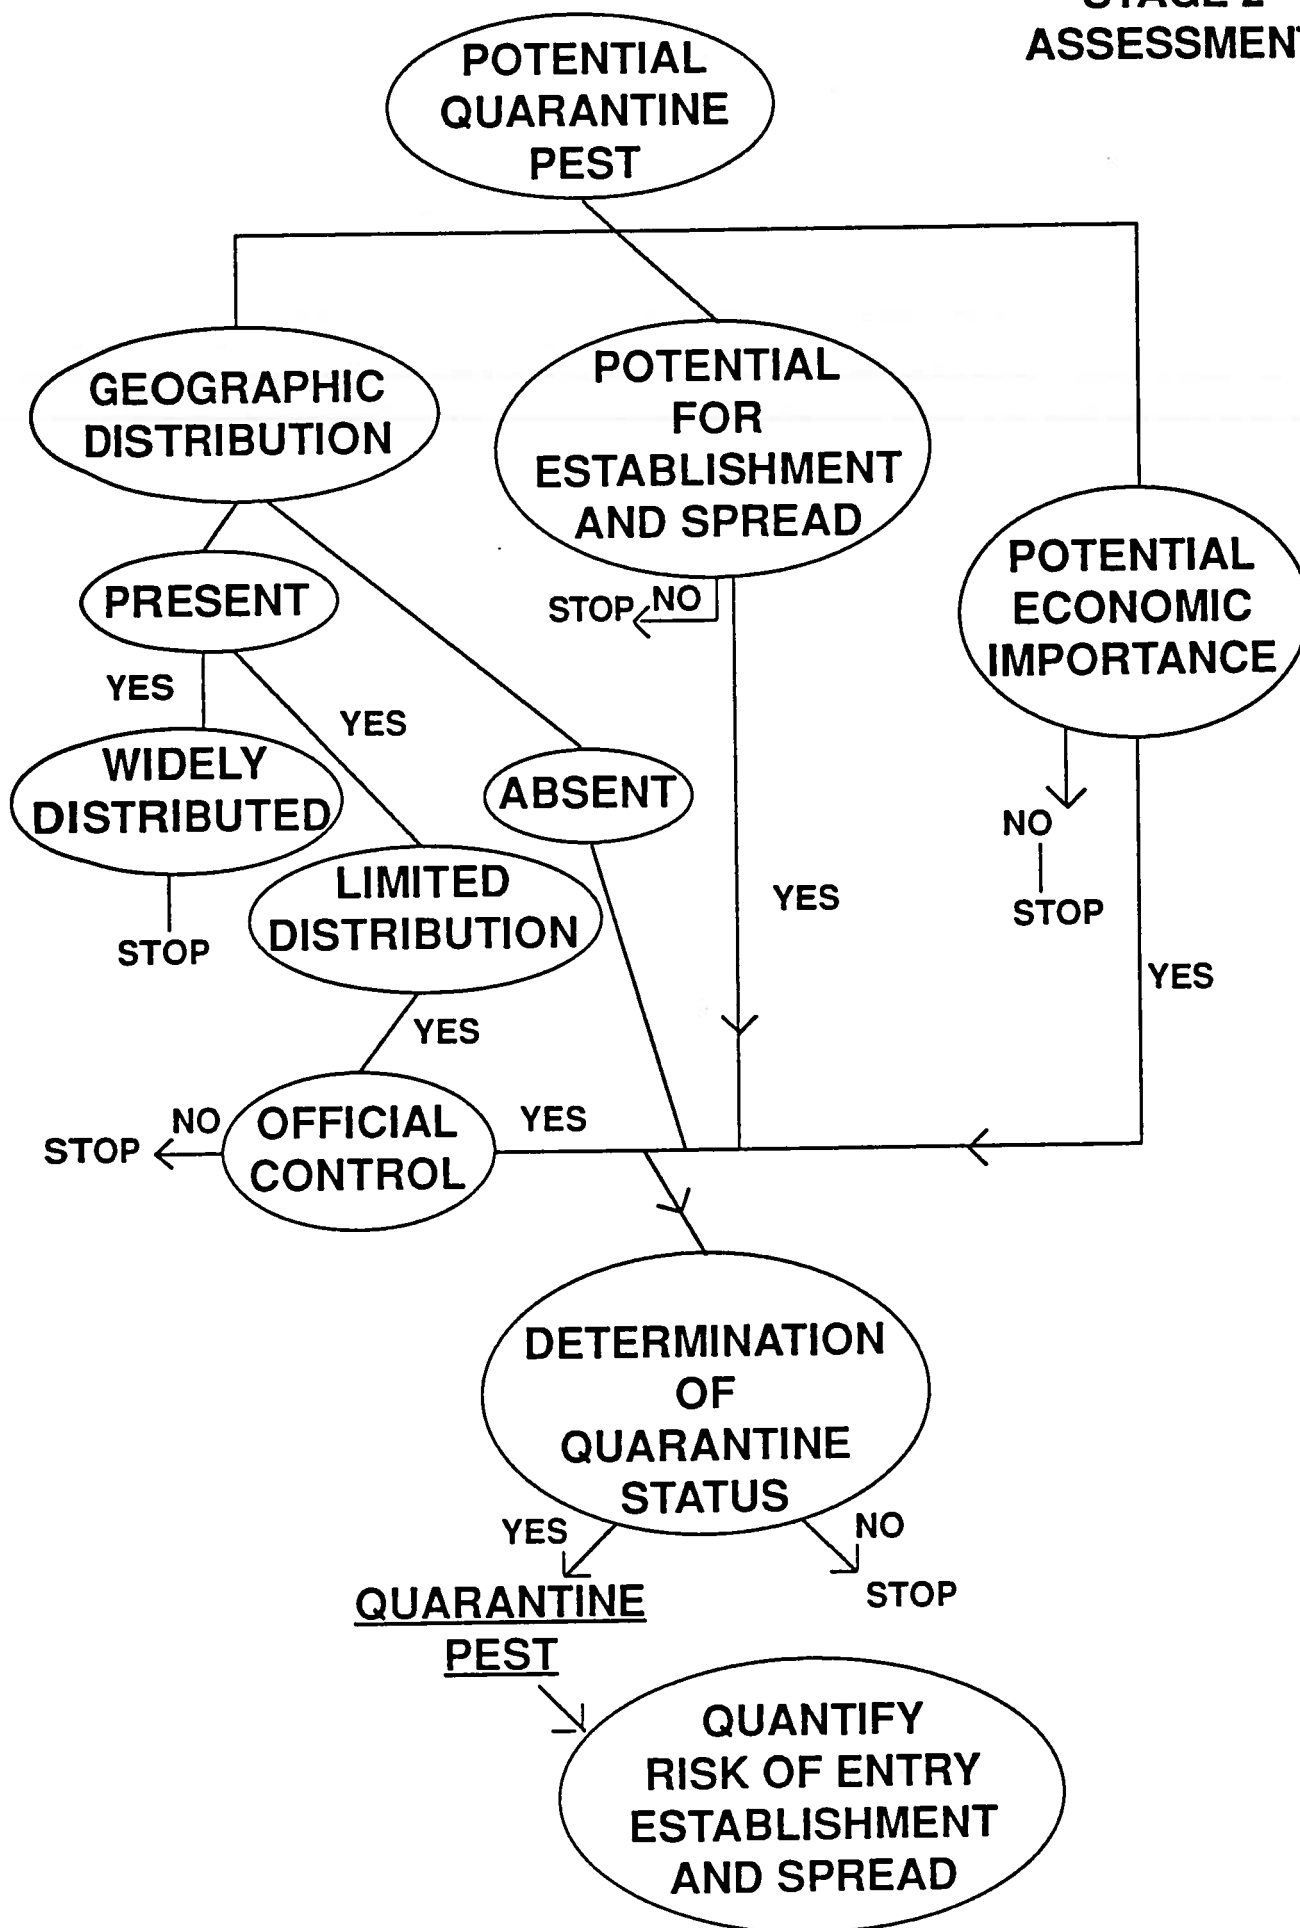 ASSESSMENT
POTENTIAL
QUARANTINE
PEST
GEOGRAPHIC
DISTRIBUTION
POTENTIAL
FOR
ESTABLISHMENT
AND SPREAD
POTENTIAL
ECONOMIC
IMPORTANCE
PRESENT
STOP NO
YES
YES
WIDELY
DISTRIBUTED
ABSENT
NO
STOP
LIMITED
DISTRIBUTION
YES
STOP
YES
YES
NO
STOP
OFFICIAL
CONTROL
YES
DETERMINATION
OF
QUARANTINE
STATUS
YES
NO
STOP
QUARANTINE
PEST
QUANTIFY
RISK OF ENTRY
ESTABLISHMENT
AND SPREAD